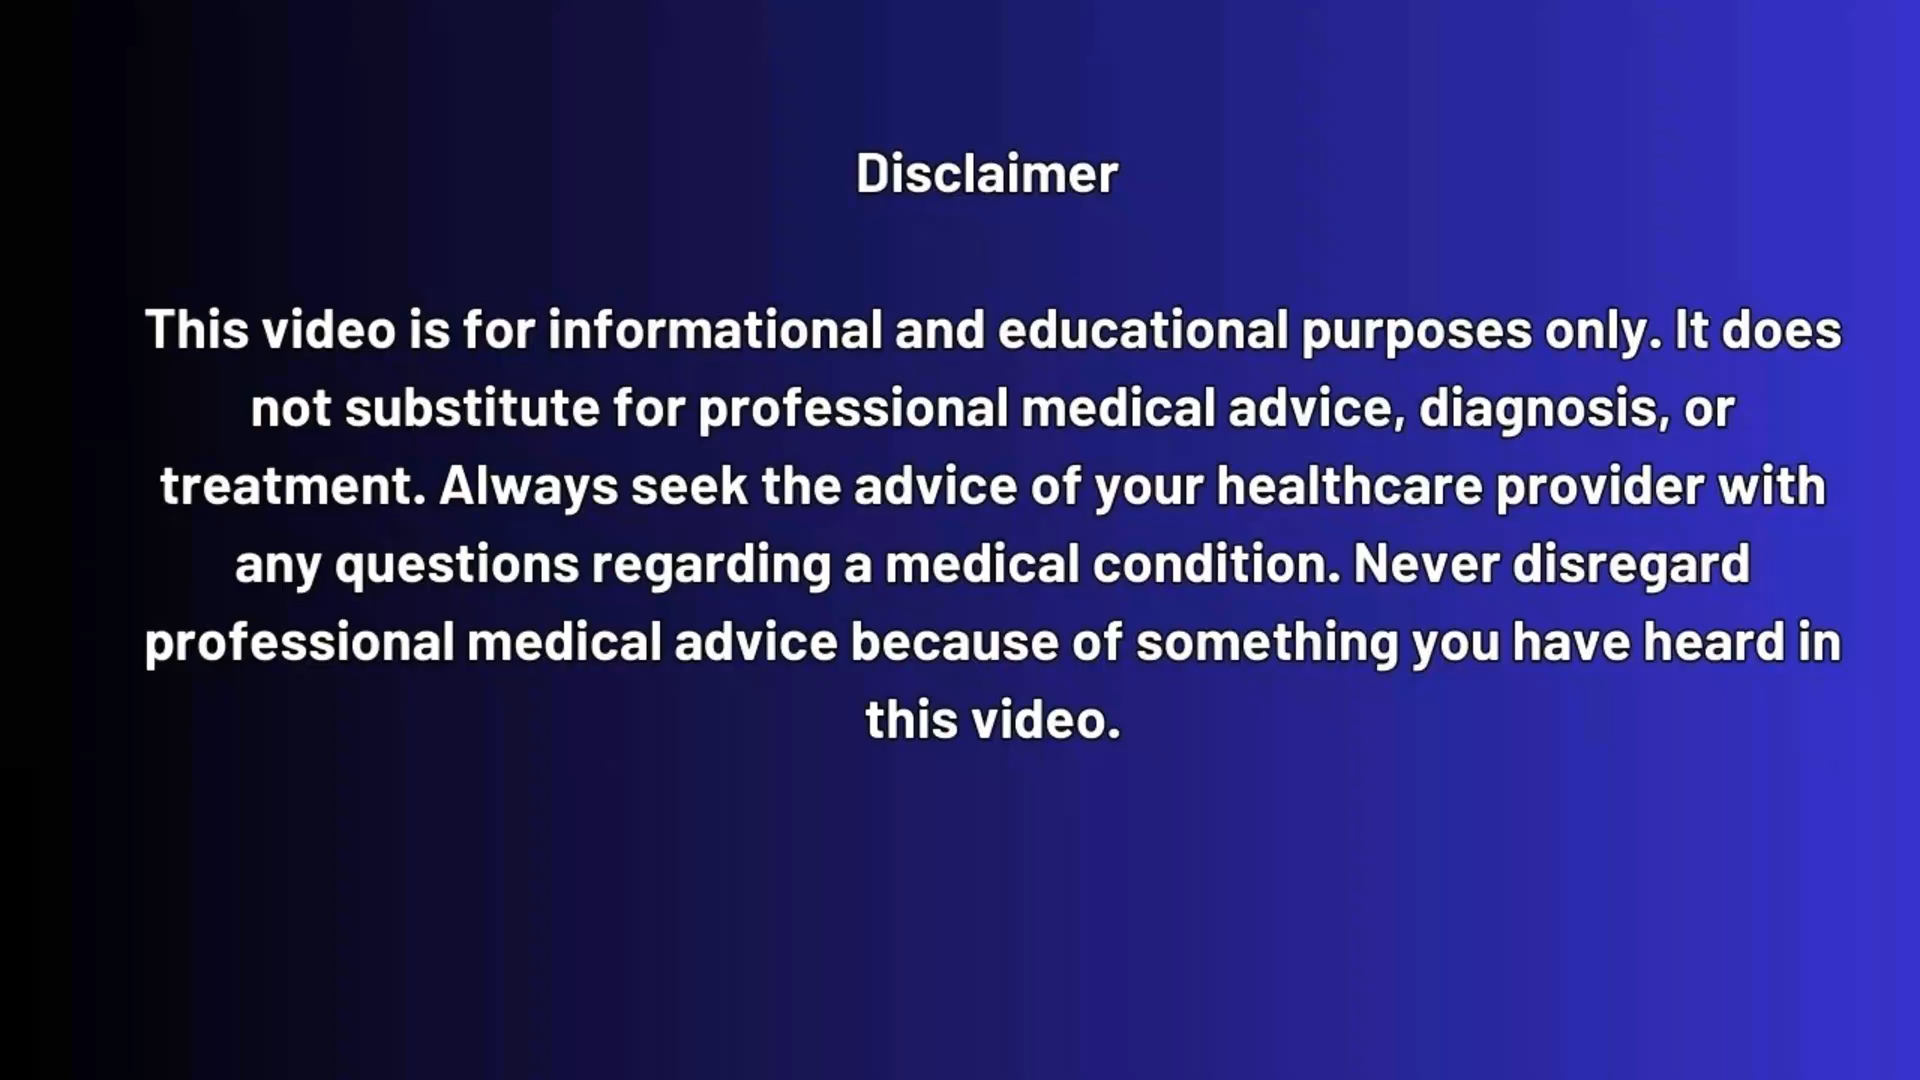 Disclaimer
This video is for informational and educational purposes only. It does
not substitute for professional medical advice, diagnosis, or
treatment. Always seek the advice of your healthcare provider with
any questions regarding a medical condition. Never disregard
professional medical advice because of something you have heard in
this video.